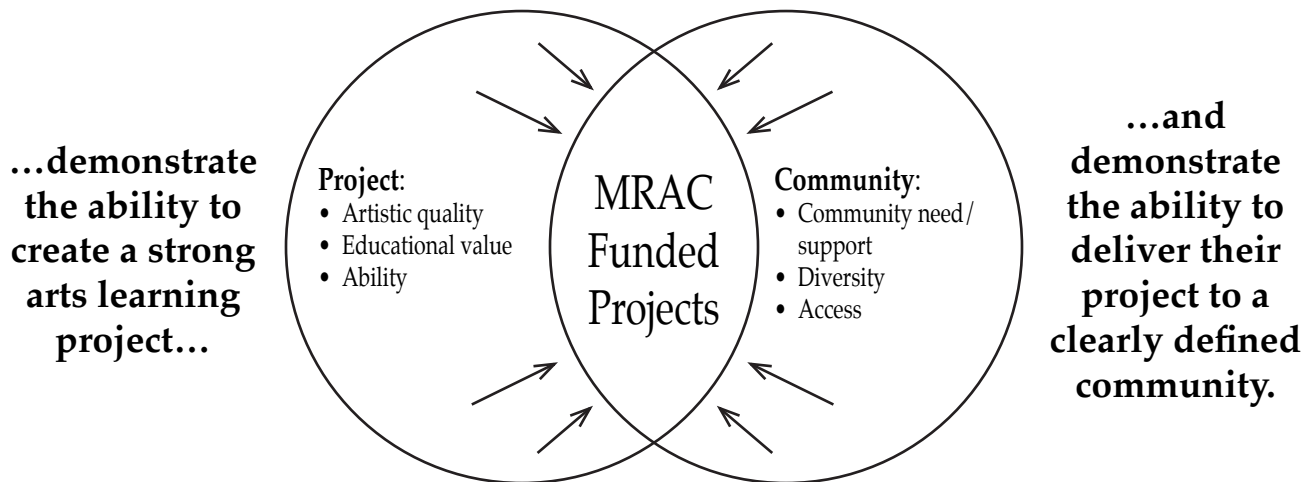 …demonstrate
the ability to
create a strong
arts learning
project…
Project:
• Artistic quality
• Educational value
• Ability
MRAC
Funded
Projects
Community:
• Community need/
support
• Diversity
• Access
…and
demonstrate
the ability to
deliver their
project to a
clearly defined
community.